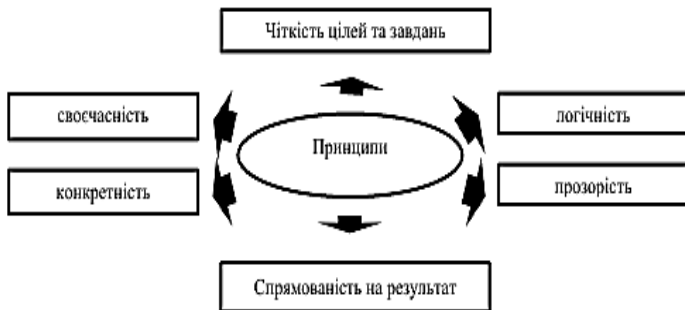 Чіткість цілей та завдань
своєчасність
логічність
Принципи
конкретність
прозорість
Спрямованість на результат